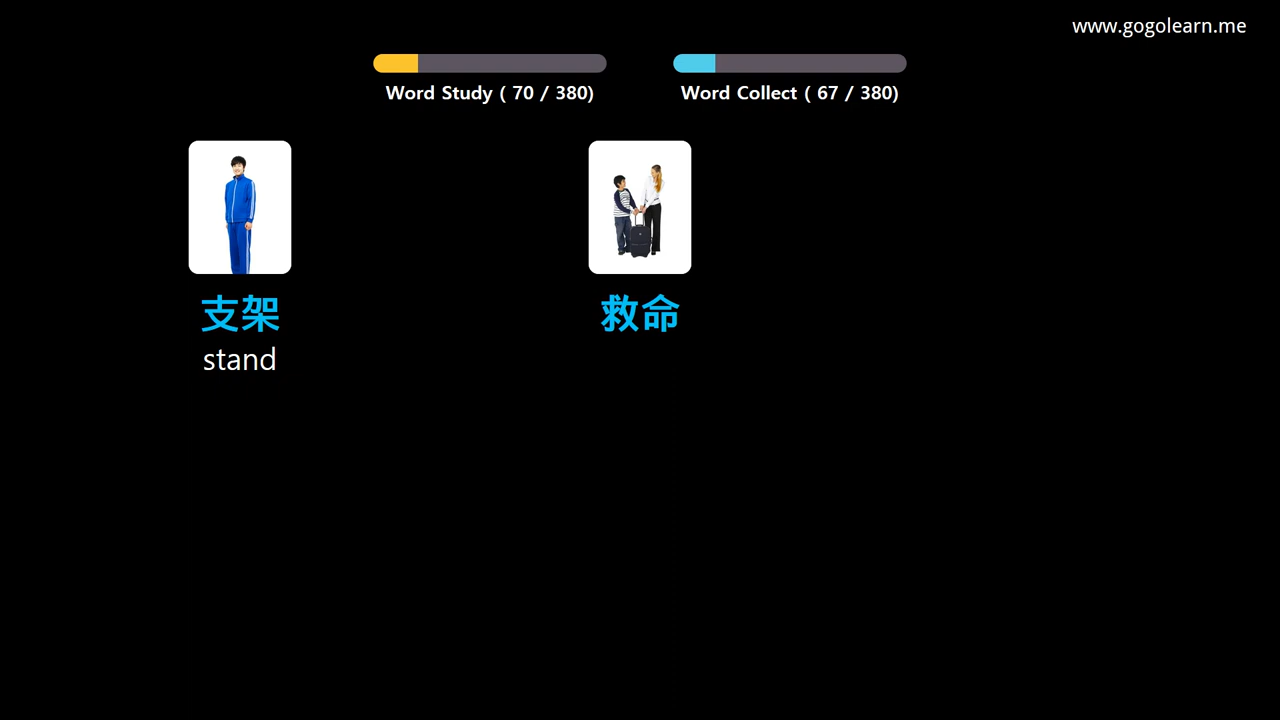 www.gogolearn.me
Word Study ( 70 / 380)
Word Collect ( 67 / 380)
支架
stand
救命